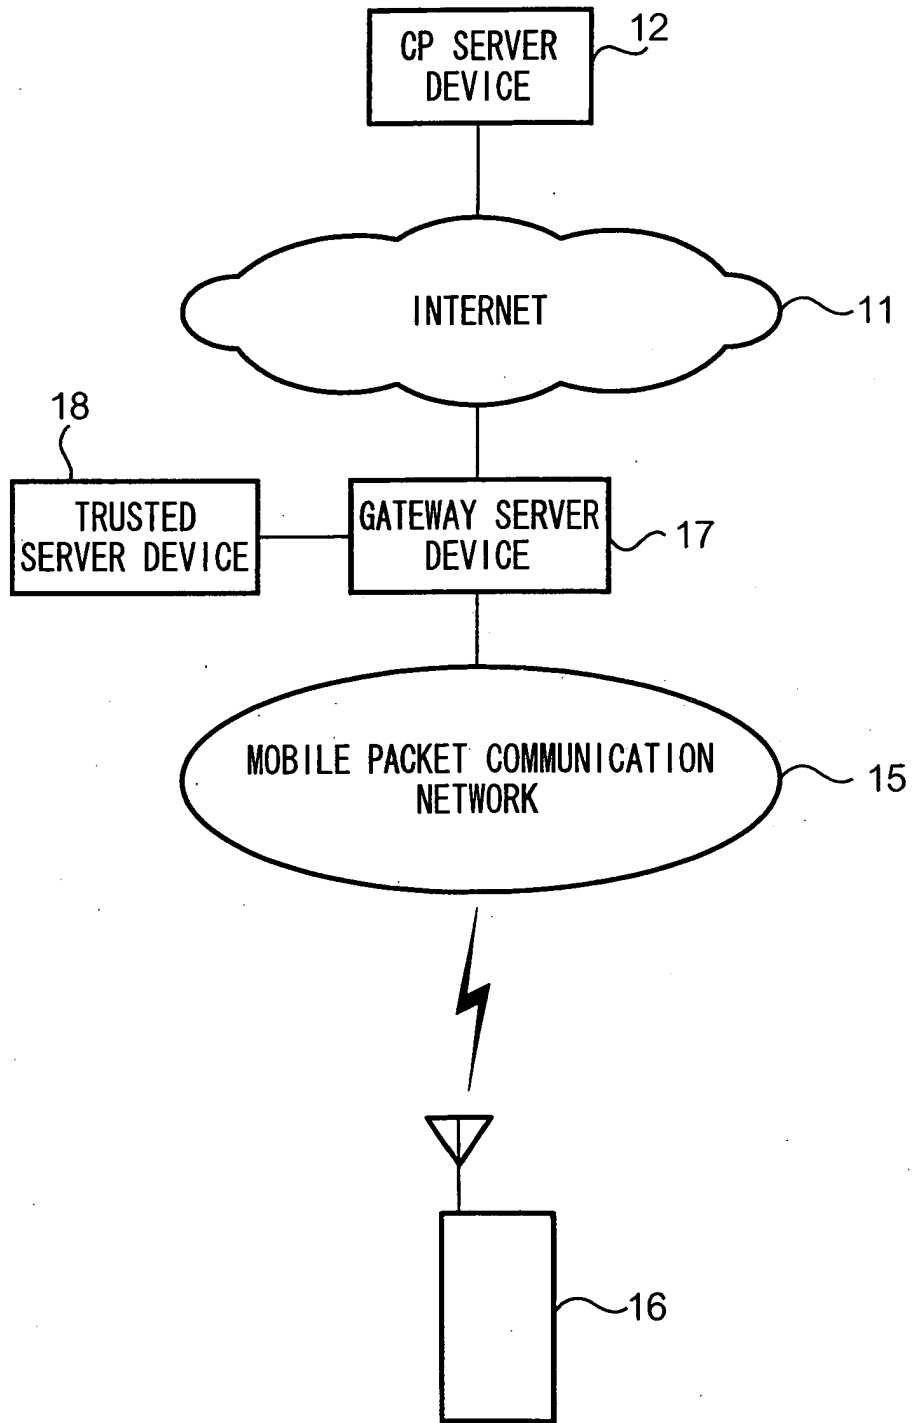 12
CP SERVER
DEVICE
INTERNET
11
18
TRUSTED
SERVER DEVICE
GATEWAY SERVER
DEVICE
17
MOBILE PACKET COMMUNICATION
NETWORK
15
16